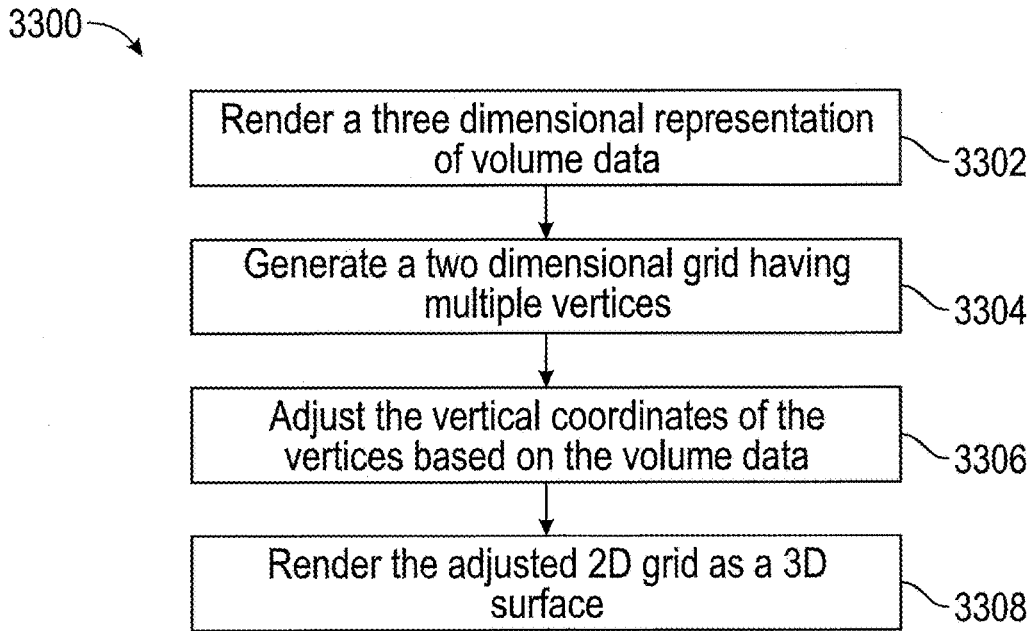 3300
Render a three dimensional representation
of volume data
3302
Generate a two dimensional grid having
multiple vertices
3304
Adjust the vertical coordinates of the
vertices based on the volume data
3306
Render the adjusted 2D grid as a 3D
surface
3308